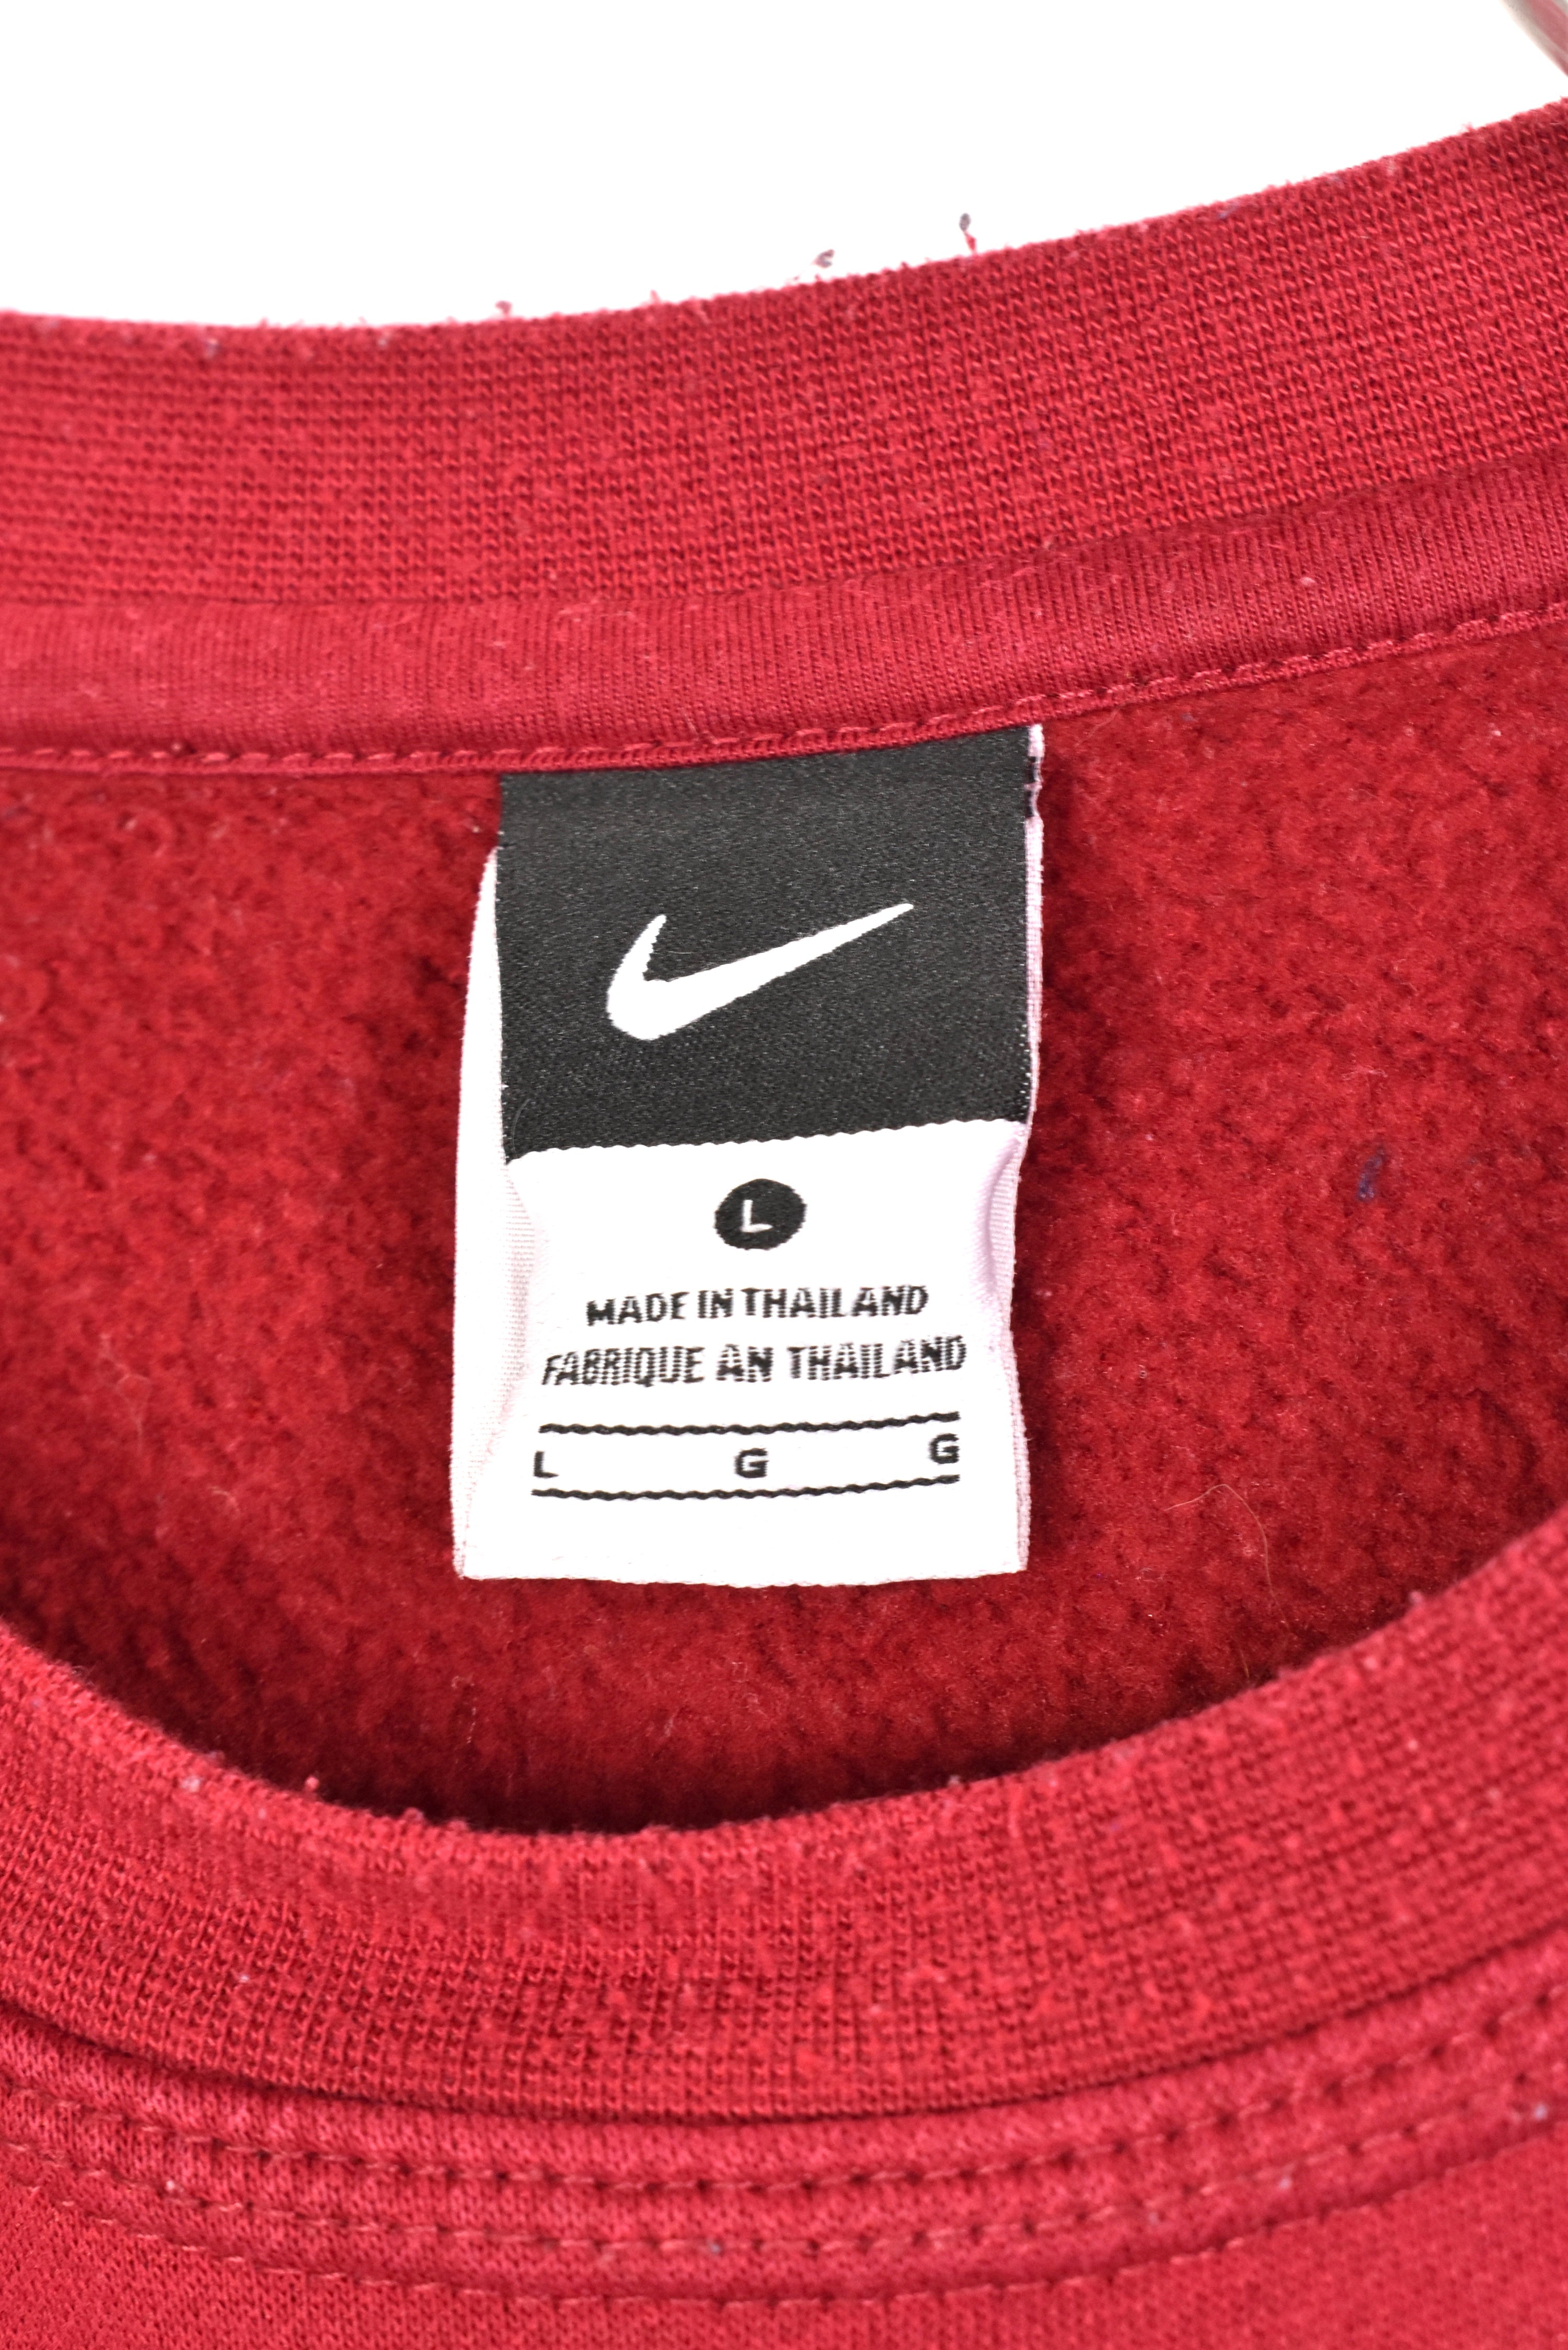 L
MADE IN THAILAND
FABRIQUE AN THAILAND
L G G